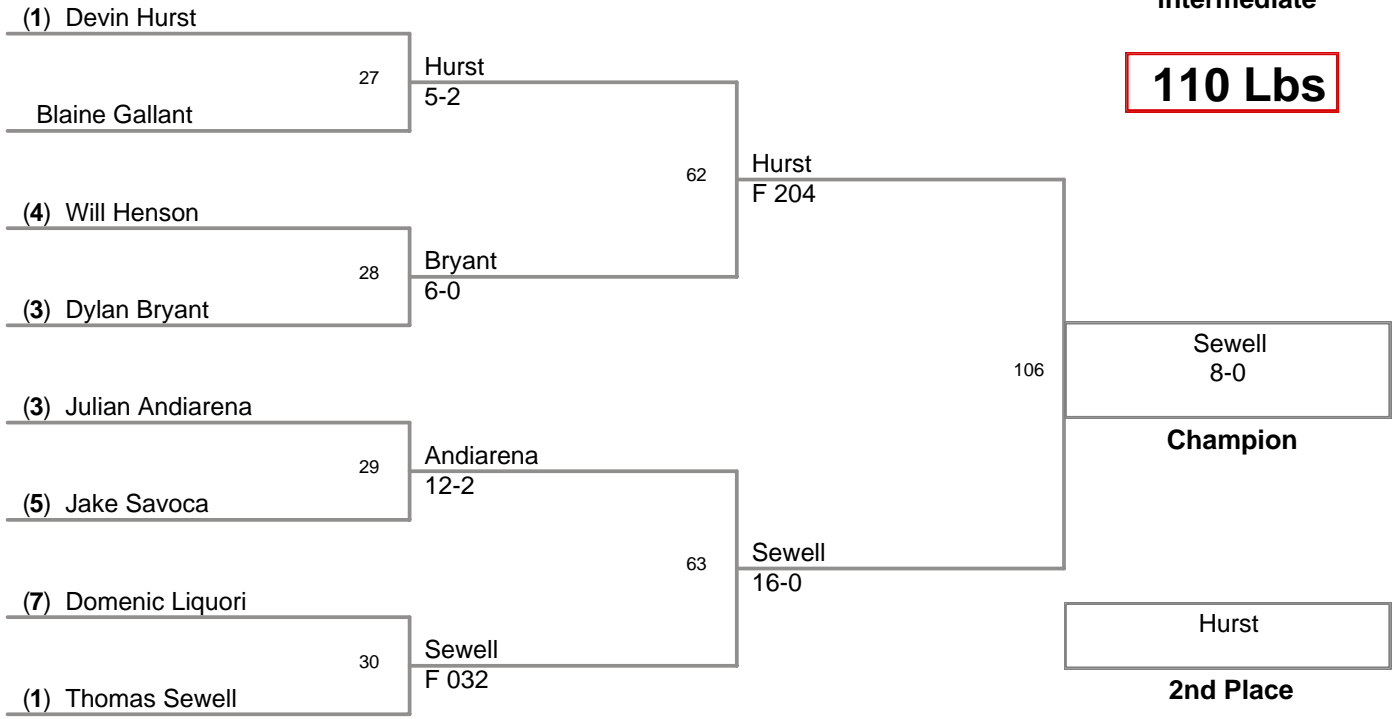 Intermediate
110 Lbs
(1) Devin Hurst
27
Blaine Gallant
Hurst
5-2
(4) Will Henson
28
(3) Dylan Bryant
Bryant
6-0
62
Hurst
F 204
(3) Julian Andiarena
29
(5) Jake Savoca
Andiarena
12-2
(7) Domenic Liquori
30
(1) Thomas Sewell
Sewell
F 032
63
Sewell
16-0
106
Sewell
8-0
Champion
Hurst
2nd Place